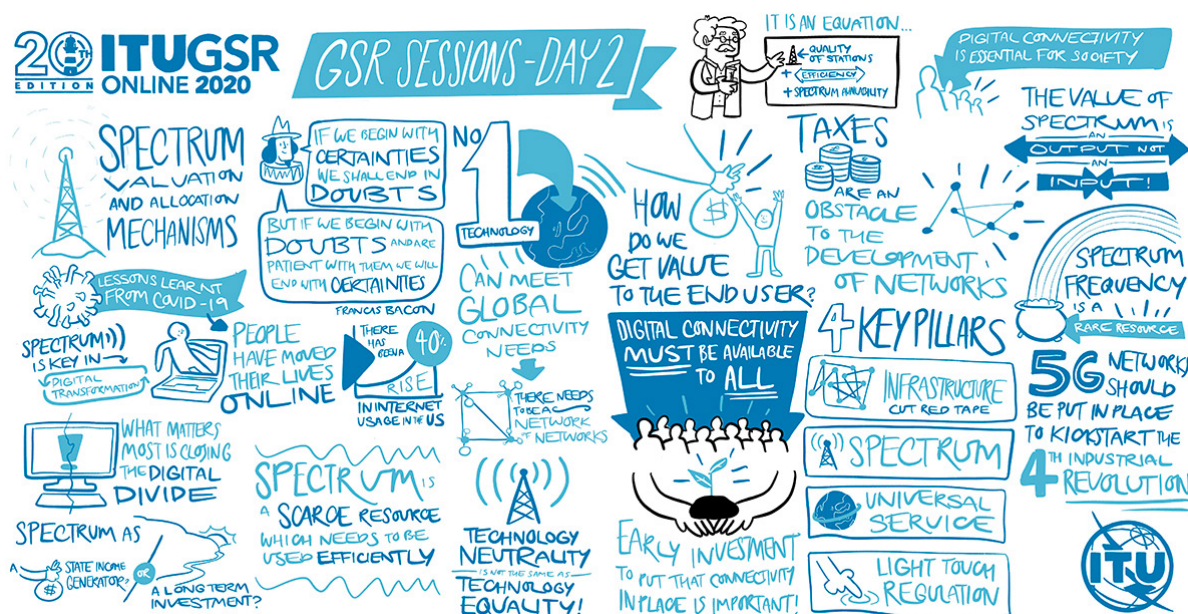 20TH
EDITION
ITUGSR
ONLINE 2020
GSR SESSIONS - DAY 2
IT IS AN EQUATION...
QUALITY
OF STATIONS
+ EFFICIENCY
+ SPECTRUM
DIGITAL CONNECTIVITY
IS ESSENTIAL FOR SOCIETY
SPECTRUM
VALUATION
AND ALLOCATION
MECHANISMS
IF WE BEGIN WITH
CERTAINTIES
WE SHALL END IN
DOUBTS
BUT IF WE BEGIN WITH
DOUBTS AND ARE
PATIENT WITH THEM WE WILL
END WITH CERTAINTIES
FRANCIS BACON
NO
1
TECHNOLOGY
CAN MEET
GLOBAL
CONNECTIVITY
NEEDS
THERE NEEDS
TO BE A
NETWORK
OF NETWORKS
HOW
DO WE
GET VALUE
TO THE END USER?
$
TAXES
ARE AN
OBSTACLE
TO THE
DEVELOPMENT
OF NETWORKS
THE VALUE OF
SPECTRUM IS
AN
OUTPUT NOT
AN
INPUT!
LESSONS LEARNT
FROM COVID-19
SPECTRUM
IS KEY IN
DIGITAL
TRANSFORMATION
PEOPLE
HAVE MOVED
THEIR LIVES
ONLINE
THERE
HAS
BEEN A
40%
RISE
IN INTERNET
USAGE IN THE US
DIGITAL CONNECTIVITY
MUST BE AVAILABLE
TO ALL
4 KEY PILLARS
INFRASTRUCTURE
CUT RED TAPE
SPECTRUM
UNIVERSAL
SERVICE
LIGHT TOUCH
REGULATION
SPECTRUM
FREQUENCY
IS A
RARE RESOURCE
5G NETWORKS
SHOULD
BE PUT IN PLACE
TO KICKSTART THE
4TH INDUSTRIAL
REVOLUTION
WHAT MATTERS
MOST IS CLOSING
THE DIGITAL
DIVIDE
SPECTRUM IS
A SCARCE RESOURCE
WHICH NEEDS TO BE
USED EFFICIENTLY
TECHNOLOGY
NEUTRALITY
IS NOT THE SAME AS
TECHNOLOGY
EQUALITY!
EARLY INVESTMENT
TO PUT THAT CONNECTIVITY
IN PLACE IS IMPORTANT!
SPECTRUM AS
A STATE INCOME
GENERATOR?
OR
A LONG TERM
INVESTMENT?
ITU